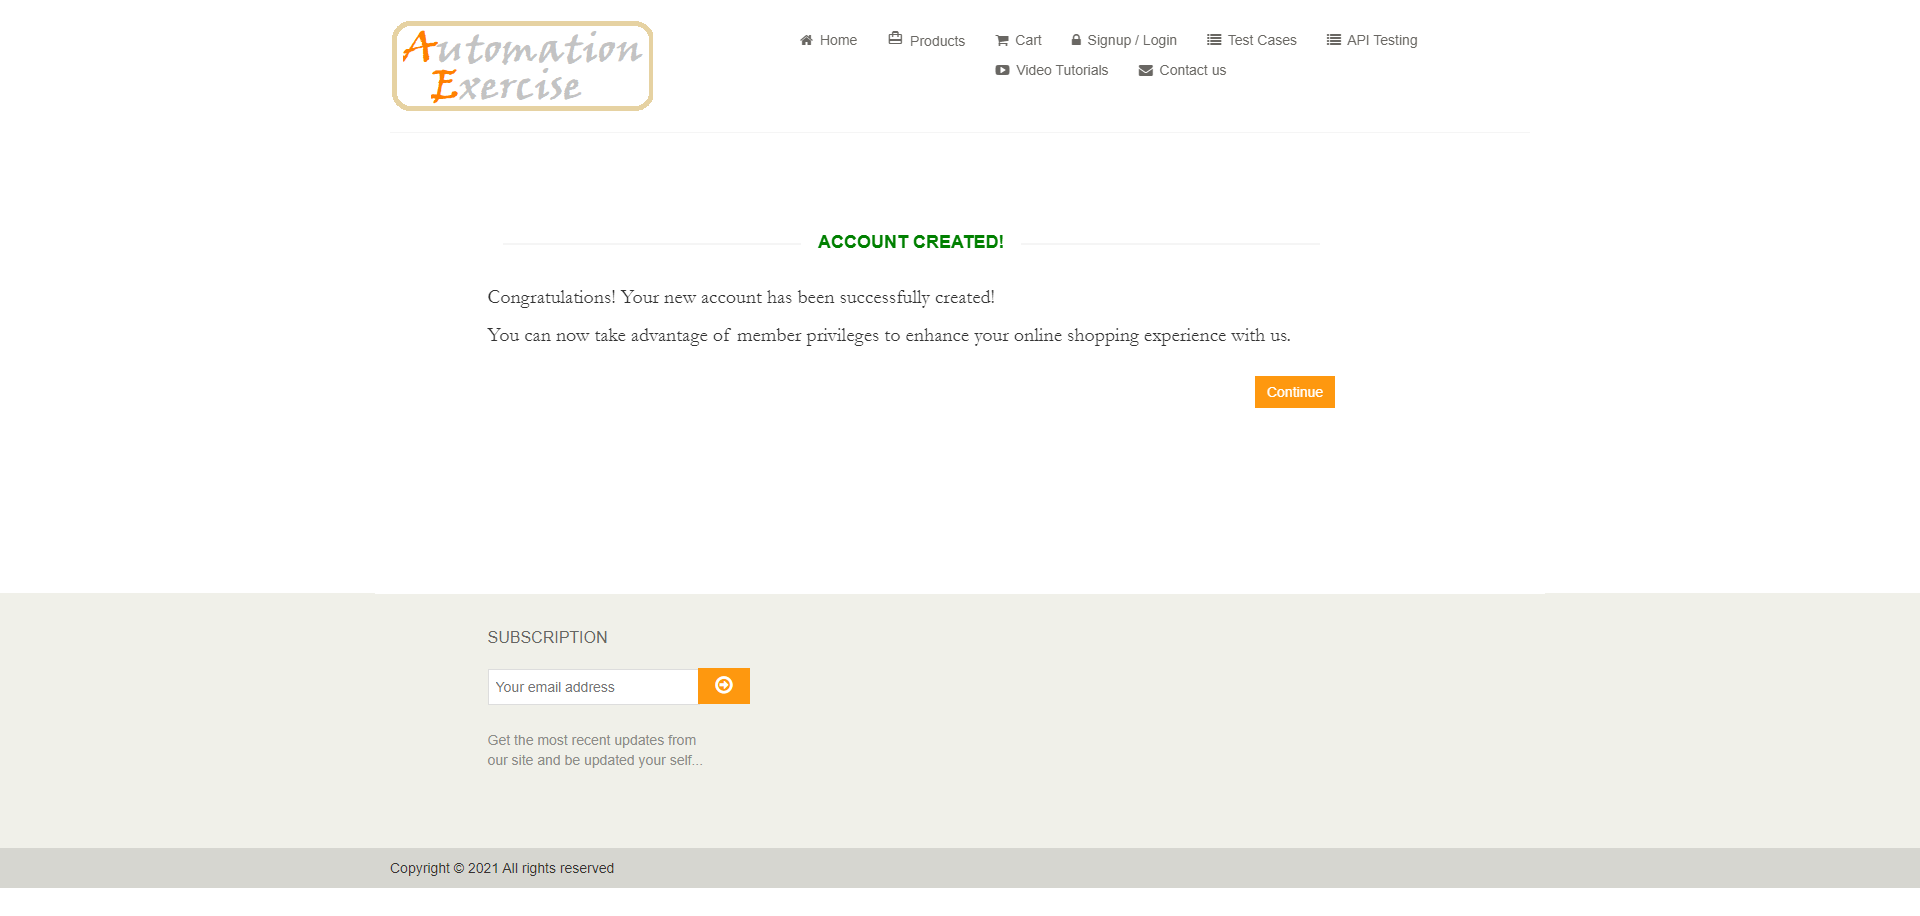 Automation
Exercise
Home
Products
Cart
Signup / Login
Test Cases
API Testing
Video Tutorials
Contact us
ACCOUNT CREATED!
Congratulations! Your new account has been successfully created!
You can now take advantage of member privileges to enhance your online shopping experience with us.
Continue
SUBSCRIPTION
Your email address
Get the most recent updates from
our site and be updated your self...
Copyright © 2021 All rights reserved